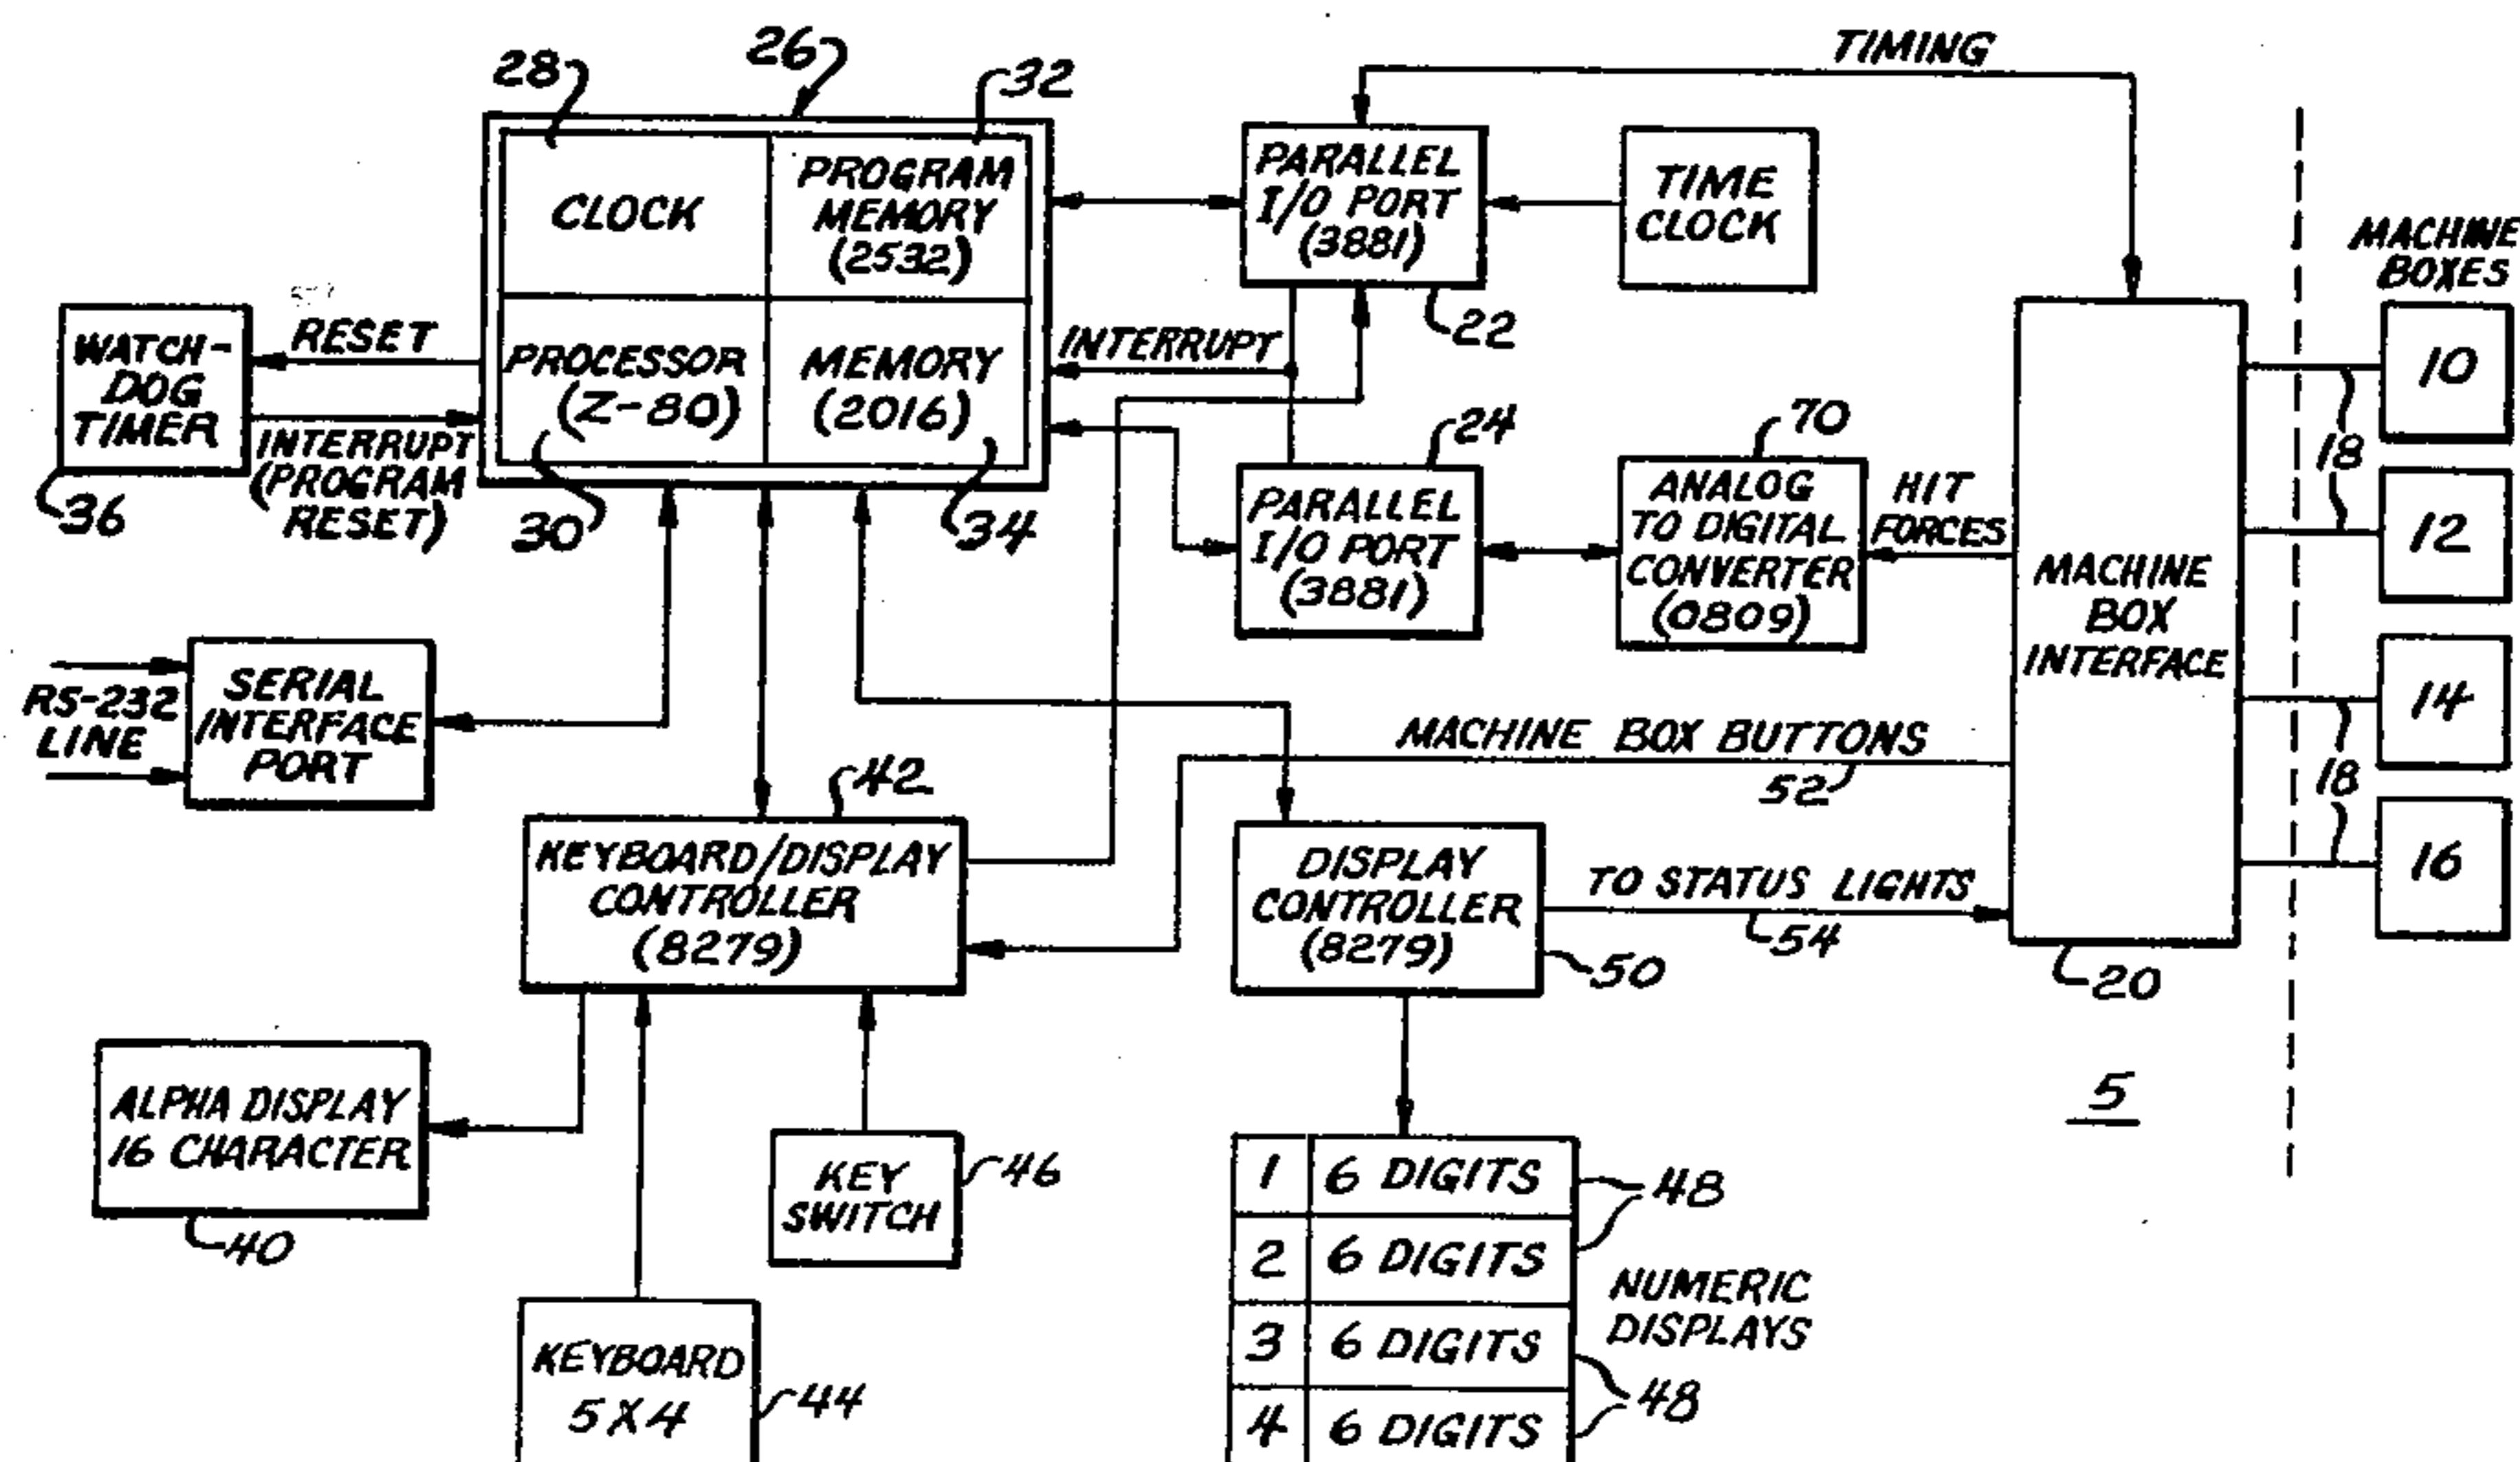 TIMING
28
26
32
CLOCK
PROGRAM
MEMORY
(2532)
PROCESSOR
(Z-80)
MEMORY
(2016)
30
34
PARALLEL
I/O PORT
(3881)
22
TIME
CLOCK
MACHINE
BOXES
WATCH-
DOG
TIMER
36
RESET
INTERRUPT
(PROGRAM
RESET)
INTERRUPT
24
PARALLEL
I/O PORT
(3881)
70
ANALOG
TO DIGITAL
CONVERTER
(0809)
HIT
FORCES
MACHINE
BOX
INTERFACE
20
10
18
12
14
18
16
RS-232
LINE
SERIAL
INTERFACE
PORT
MACHINE BOX BUTTONS
52
42
KEYBOARD/DISPLAY
CONTROLLER
(8279)
DISPLAY
CONTROLLER
(8279)
50
TO STATUS LIGHTS
54
5
ALPHA DISPLAY
16 CHARACTER
40
KEY
SWITCH
46
KEYBOARD
5X4
44
1 6 DIGITS
2 6 DIGITS
3 6 DIGITS
4 6 DIGITS
48
NUMERIC
DISPLAYS
48